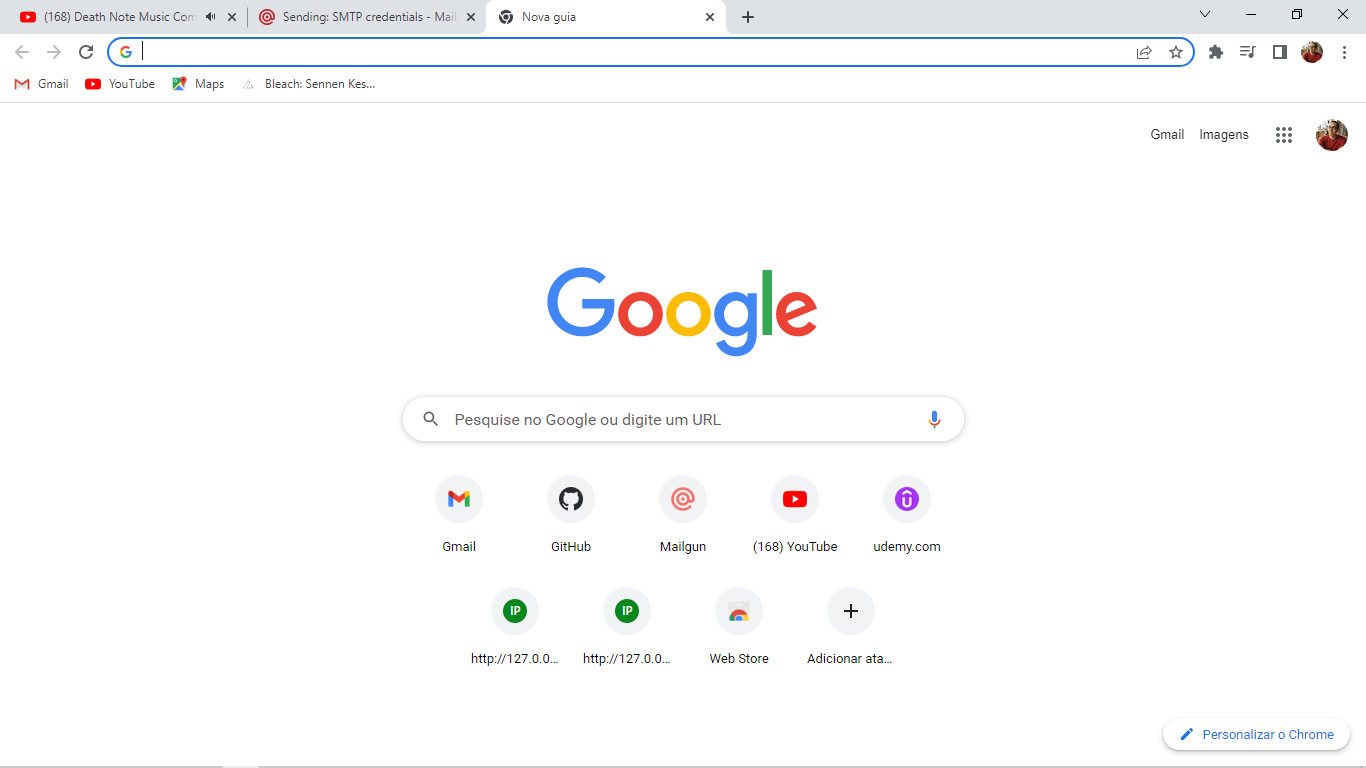 (168) Death Note Music Com
Sending: SMTP credentials - Mail
Nova guia
Gmail
YouTube
Maps
Bleach: Sennen Kes...
Gmail
Imagens
Google
Pesquise no Google ou digite um URL
Gmail
GitHub
Mailgun
(168) YouTube
udemy.com
IP
IP
http://127.0.0...
http://127.0.0...
Web Store
Adicionar ata...
Personalizar o Chrome